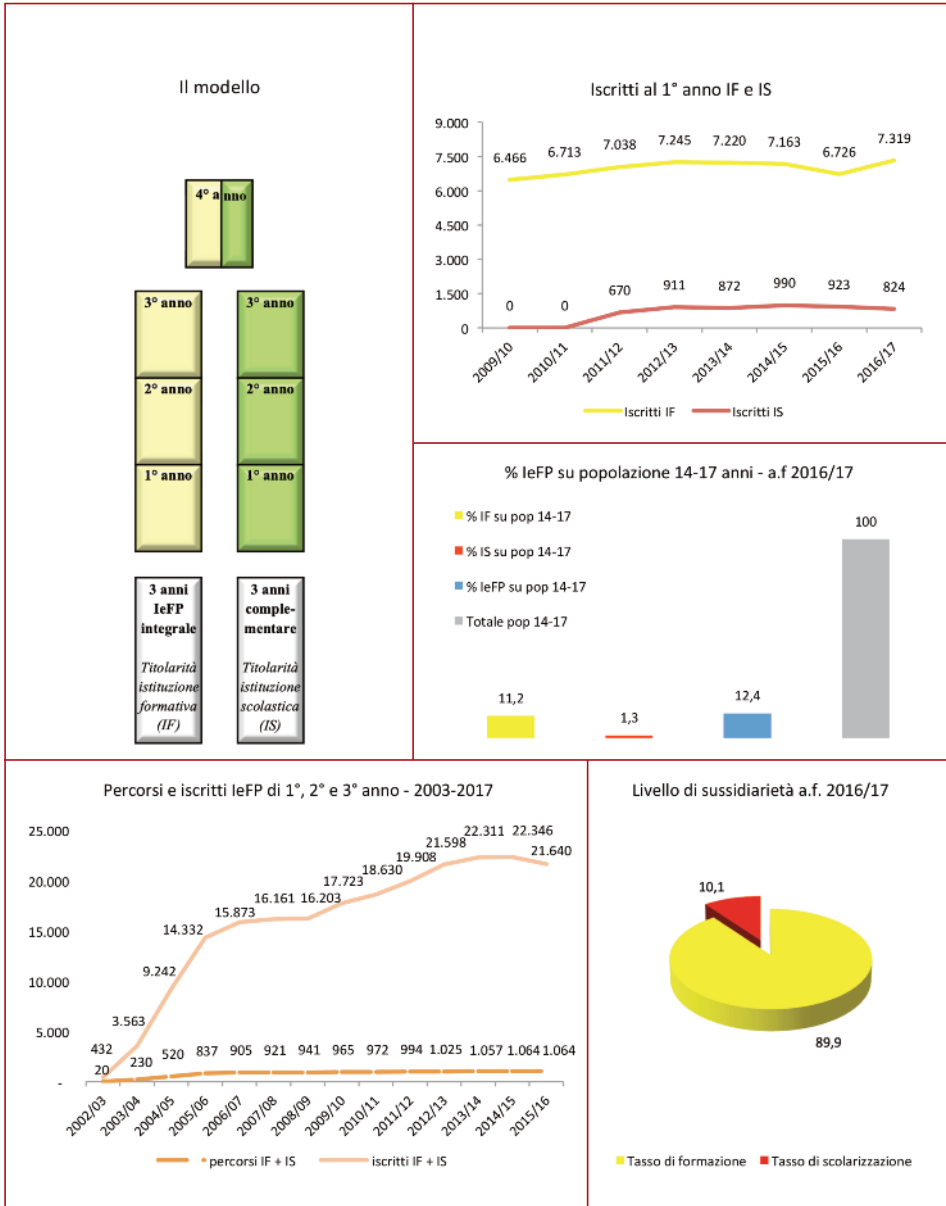 Il modello
4° anno
3° anno
3° anno
2° anno
2° anno
1° anno
1° anno
3 anni
IeFP
integrale
Titolarità
istituzione
formativa
(IF)
3 anni
comple-
mentare
Titolarità
istituzione
scolastica
(IS)
Iscritti al 1° anno IF e IS
9.000
7.500
6.000
4.500
3.000
1.500
0
6.466
6.713
7.038
7.245
7.220
7.163
6.726
7.319
0
0
670
911
872
990
923
824
2009/10
2010/11
2011/12
2012/13
2013/14
2014/15
2015/16
2016/17
Iscritti IF
Iscritti IS
% IeFP su popolazione 14-17 anni - a.f 2016/17
% IF su pop 14-17
% IS su pop 14-17
% IeFP su pop 14-17
Totale pop 14-17
11,2
1,3
12,4
100
Percorsi e iscritti IeFP di 1°, 2° e 3° anno - 2003-2017
25.000
20.000
15.000
10.000
5.000
-
432
3.563
9.242
14.332
15.873
16.161
16.203
17.723
18.630
19.908
21.598
22.311
22.346
21.640
20
230
520
837
905
921
941
965
972
994
1.025
1.057
1.064
1.064
2002/03
2003/04
2004/05
2005/06
2006/07
2007/08
2008/09
2009/10
2010/11
2011/12
2012/13
2013/14
2014/15
2015/16
percorsi IF + IS
iscritti IF + IS
Livello di sussidiarietà a.f. 2016/17
10,1
89,9
Tasso di formazione
Tasso di scolarizzazione